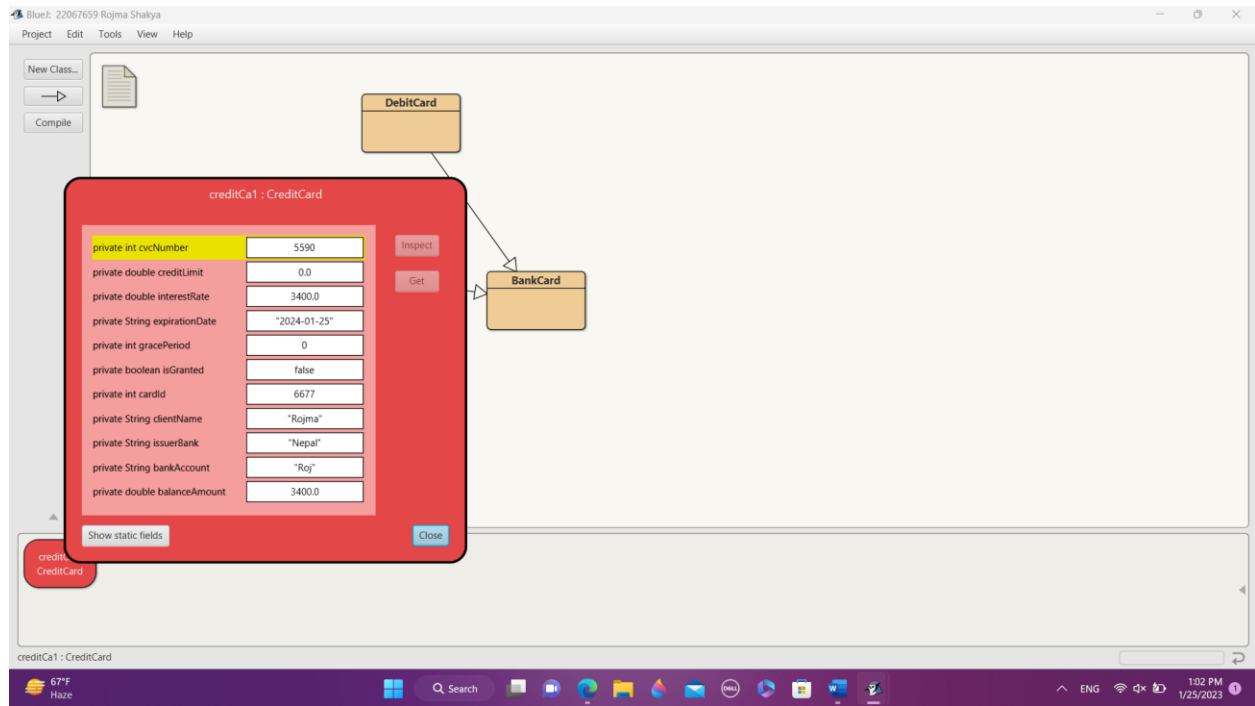 BlueJ: 22067659 Rojma Shakya
Project Edit Tools View Help
New Class...
Compile
DebitCard
BankCard
creditCa1 : CreditCard
private int cvcNumber 5590
private double creditLimit 0.0
private double interestRate 3400.0
private String expirationDate "2024-01-25"
private int gracePeriod 0
private boolean isGranted false
private int cardId 6677
private String clientName "Rojma"
private String issuerBank "Nepal"
private String bankAccount "Roj"
private double balanceAmount 3400.0
Inspect
Get
Show static fields
Close
CreditCard
creditCa1 : CreditCard
67°F
Haze
Search
DELL
ENG
1:02 PM
1/25/2023
1